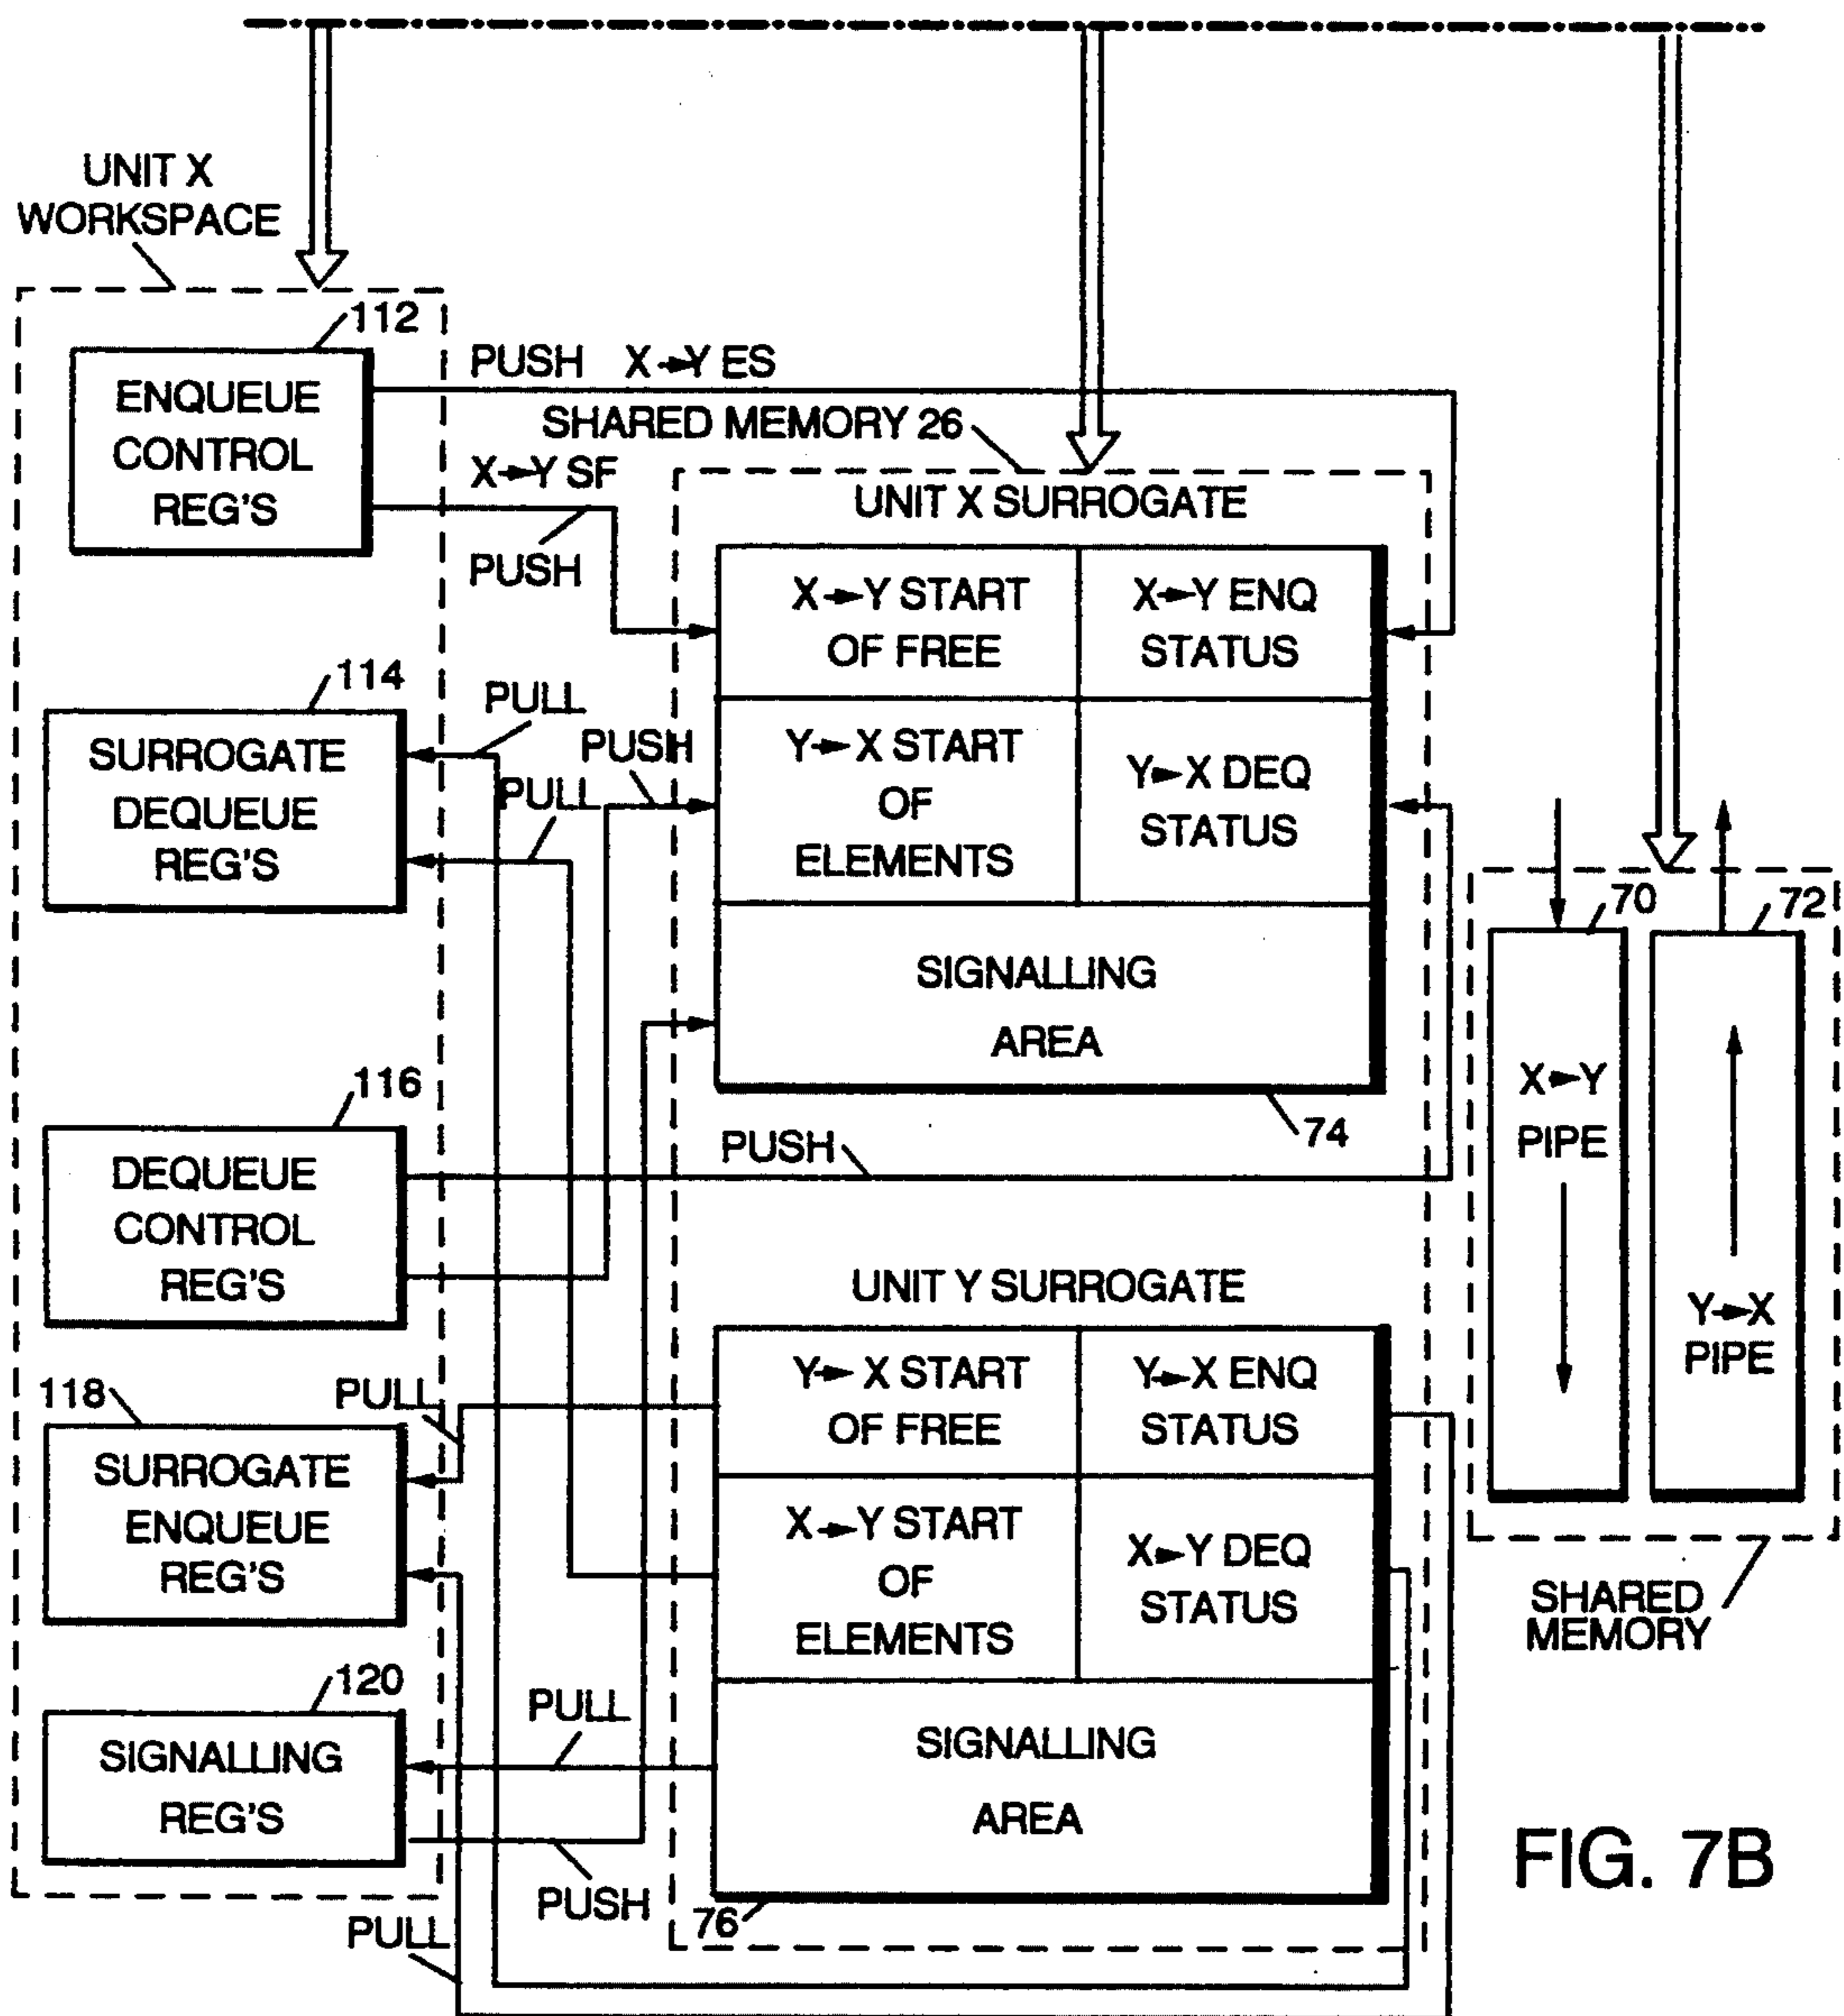 UNIT X
WORKSPACE
112
ENQUEUE
CONTROL
REG'S
PUSH X→Y ES
SHARED MEMORY 26
X→Y SF
PUSH
UNIT X SURROGATE
X→Y START
OF FREE
X→Y ENQ
STATUS
114
SURROGATE
DEQUEUE
REG'S
PULL
PUSH
PULL
Y→X START
OF
ELEMENTS
Y→X DEQ
STATUS
SIGNALLING
AREA
74
70
72
X→Y
PIPE
Y→X
PIPE
116
DEQUEUE
CONTROL
REG'S
PUSH
UNIT Y SURROGATE
118
PULL
SURROGATE
ENQUEUE
REG'S
Y→X START
OF FREE
Y→X ENQ
STATUS
X→Y START
OF
ELEMENTS
X→Y DEQ
STATUS
SHARED
MEMORY
120
SIGNALLING
REG'S
PULL
SIGNALLING
AREA
PUSH
PULL
76
FIG. 7B